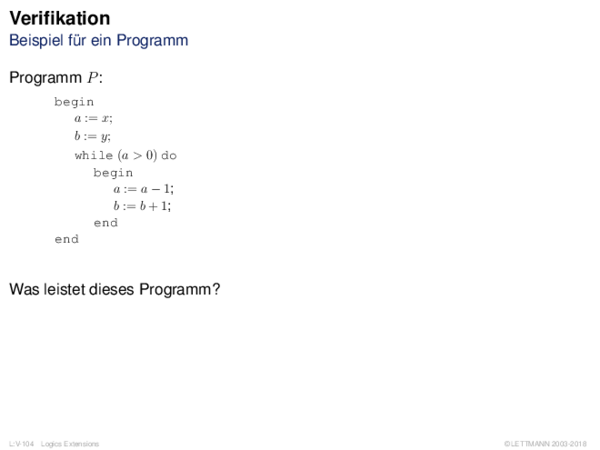 Verifikation
Beispiel für ein Programm
Programm P:
begin
a := x;
b := y;
while (a > 0) do
begin
a := a − 1;
b := b + 1;
end
end
Was leistet dieses Programm?
L:V-104 Logics Extensions
©LETTMANN 2003-2018